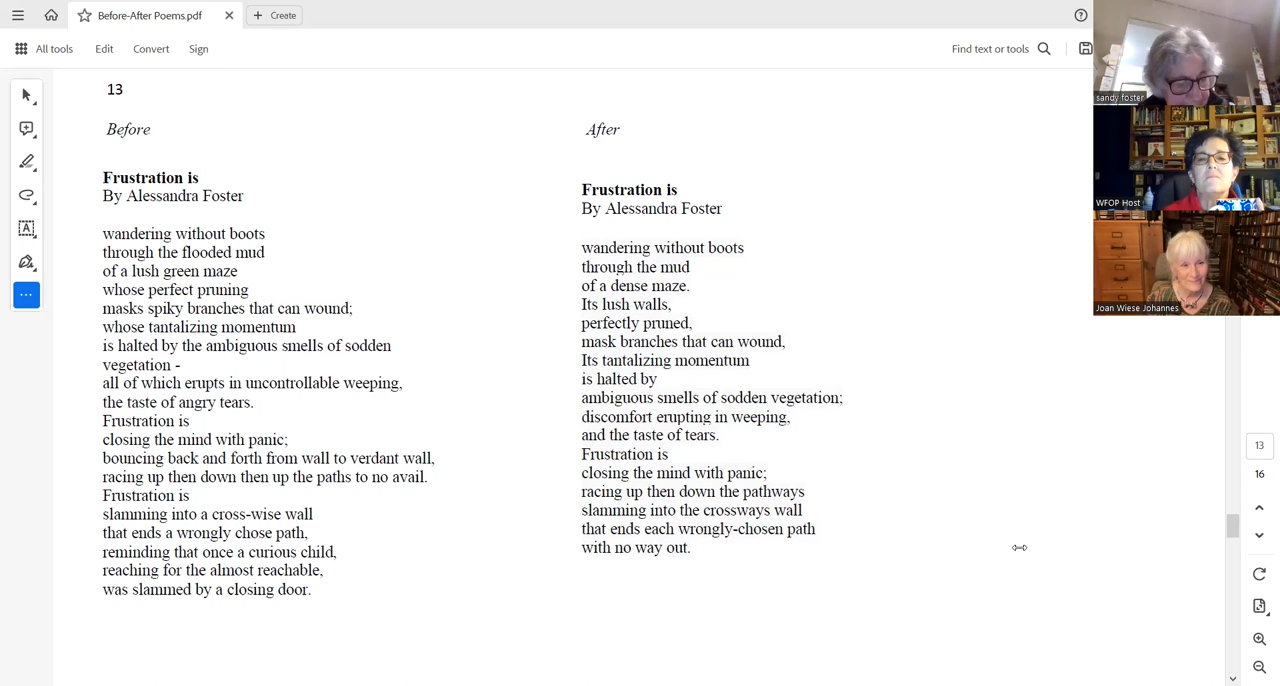 Before-After Poems.pdf
Create
All tools
Edit
Convert
Sign
Find text or tools
13
Before
Frustration is
By Alessandra Foster
wandering without boots
through the flooded mud
of a lush green maze
whose perfect pruning
masks spiky branches that can wound;
whose tantalizing momentum
is halted by the ambiguous smells of sodden
vegetation -
all of which erupts in uncontrollable weeping,
the taste of angry tears.
Frustration is
closing the mind with panic;
bouncing back and forth from wall to verdant wall,
racing up then down then up the paths to no avail.
Frustration is
slamming into a cross-wise wall
that ends a wrongly chose path,
reminding that once a curious child,
reaching for the almost reachable,
was slammed by a closing door.
After
Frustration is
By Alessandra Foster
wandering without boots
through the mud
of a dense maze.
Its lush walls,
perfectly pruned,
mask branches that can wound,
Its tantalizing momentum
is halted by
ambiguous smells of sodden vegetation;
discomfort erupting in weeping,
and the taste of tears.
Frustration is
closing the mind with panic;
racing up then down the pathways
slamming into the crossways wall
that ends each wrongly-chosen path
with no way out.
sandy foster
WFOP Host
Joan Wiese Johannes
13
16